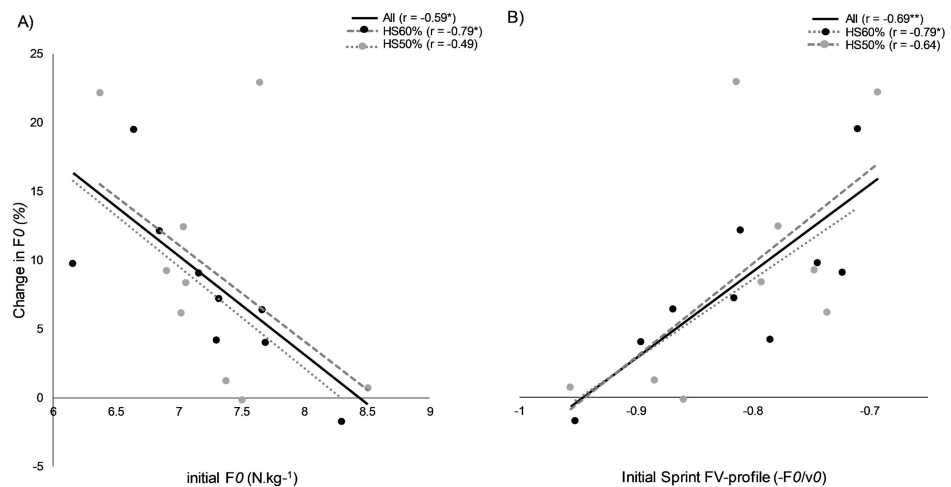 A)
All (r = -0.59*)
HS60% (r = -0.79*)
HS50% (r = -0.49)
25
20
15
10
5
0
-5
Change in F0 (%)
6
6.5
7
7.5
8
8.5
9
initial F0 (N.kg-1)
B)
All (r = -0.69**)
HS60% (r = -0.79*)
HS50% (r = -0.64)
-1
-0.9
-0.8
-0.7
Initial Sprint FV-profile (-F0/v0)